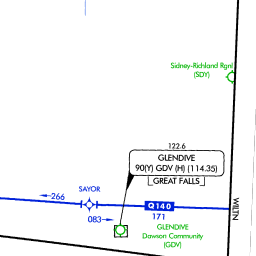 Sidney-Richland Rgnl
(SDY)
122.6
GLENDIVE
90(Y) GDV (H) (114.35)
GREAT FALLS
SAYOR
266
Q140
083
171
WILTN
GLENDIVE
Dawson Community
(GDV)